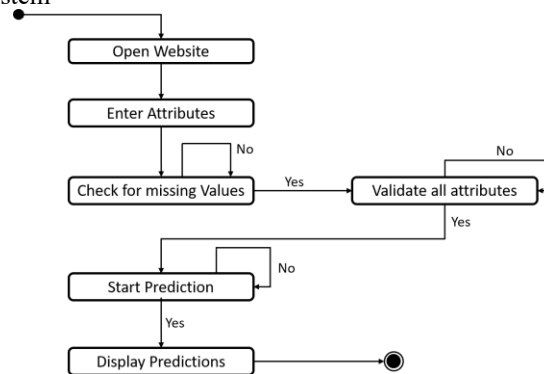 Open Website
Enter Attributes
No
No
Check for missing Values
Yes
Validate all attributes
Yes
No
Start Prediction
Yes
Display Predictions